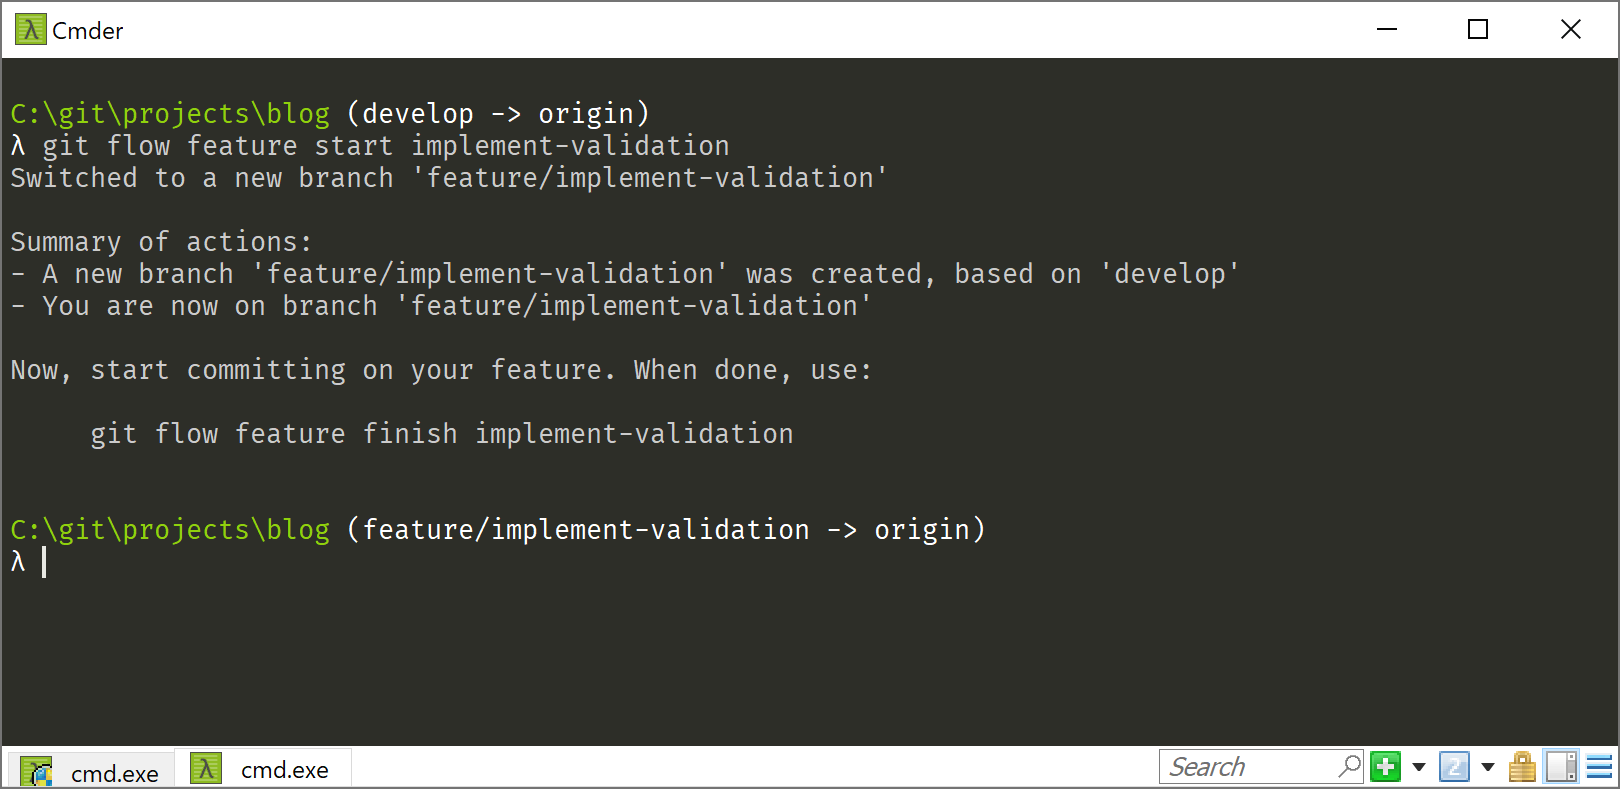 Cmder
C:\git\projects\blog (develop -> origin)
λ git flow feature start implement-validation
Switched to a new branch 'feature/implement-validation'
Summary of actions:
- A new branch 'feature/implement-validation' was created, based on 'develop'
- You are now on branch 'feature/implement-validation'
Now, start committing on your feature. When done, use:
git flow feature finish implement-validation
C:\git\projects\blog (feature/implement-validation -> origin)
λ
cmd.exe
cmd.exe
Search
2